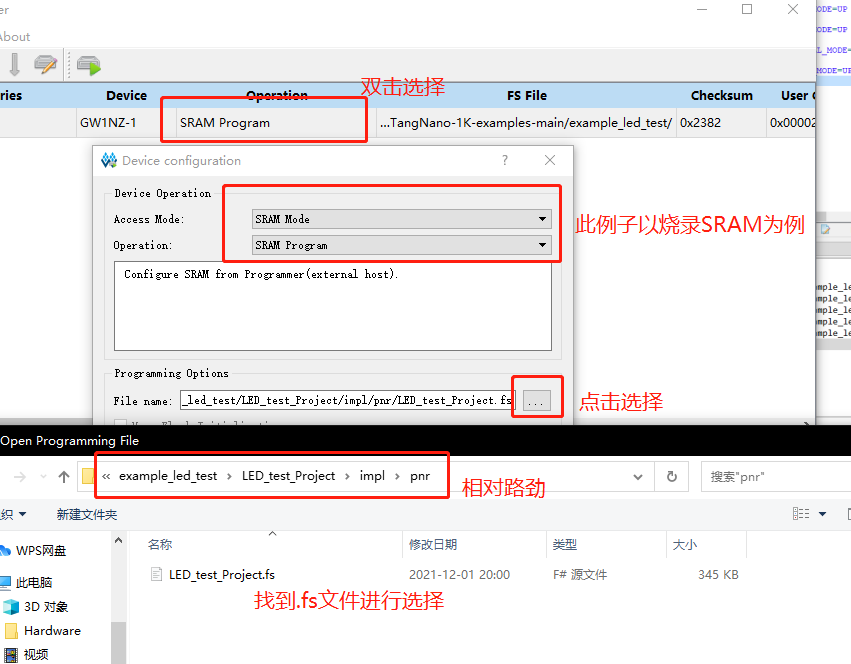 er
About
双击选择
ries Device Operation FS File Checksum User C
GW1NZ-1 SRAM Program ...TangNano-1K-examples-main/example_led_test/ 0x2382 0x00002
Device configuration ?
Device Operation
Access Mode: SRAM Mode
Operation: SRAM Program
此例子以烧录SRAM为例
Configure SRAM from Programmer(external host).
Programming Options
File name: _led_test/LED_test_Project/impl/pnr/LED_test_Project.fs ...
点击选择
Open Programming File
« example_led_test › LED_test_Project › impl › pnr
搜索"pnr"
相对路劲
织 新建文件夹
名称 修改日期 类型 大小
WPS网盘
LED_test_Project.fs 2021-12-01 20:00 F# 源文件 345 KB
此电脑
3D 对象
找到.fs文件进行选择
Hardware
视频
MODE=UP
ODE=UP
L_MODE=
MODE=UP
mple_le
ample_le
ample_le
ample_le
mple_le